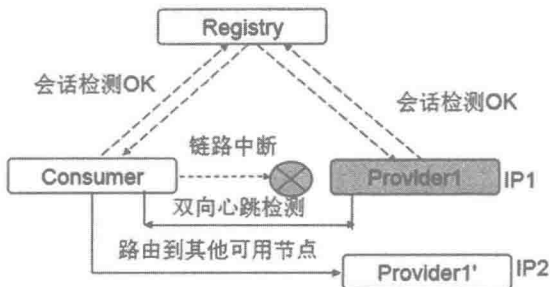 Registry
会话检测OK
会话检测OK
链路中断
Consumer
Provider1
IP1
双向心跳检测
路由到其他可用节点
Provider1'
IP2